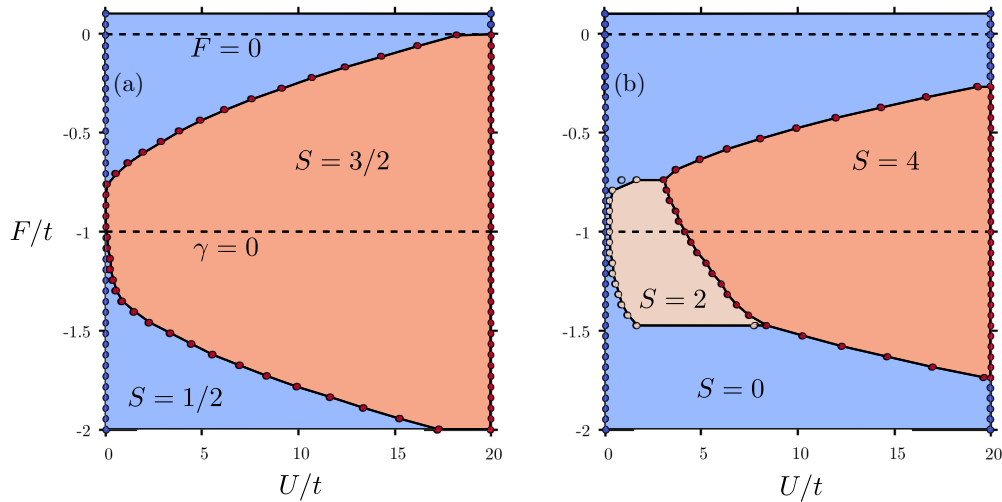 0
F = 0
(a)
-0.5
S = 3/2
F/t
-1
γ = 0
-1.5
S = 1/2
-2
0 5 10 15 20
U/t
0
(b)
-0.5
S = 4
-1
S = 2
-1.5
S = 0
-2
0 5 10 15 20
U/t